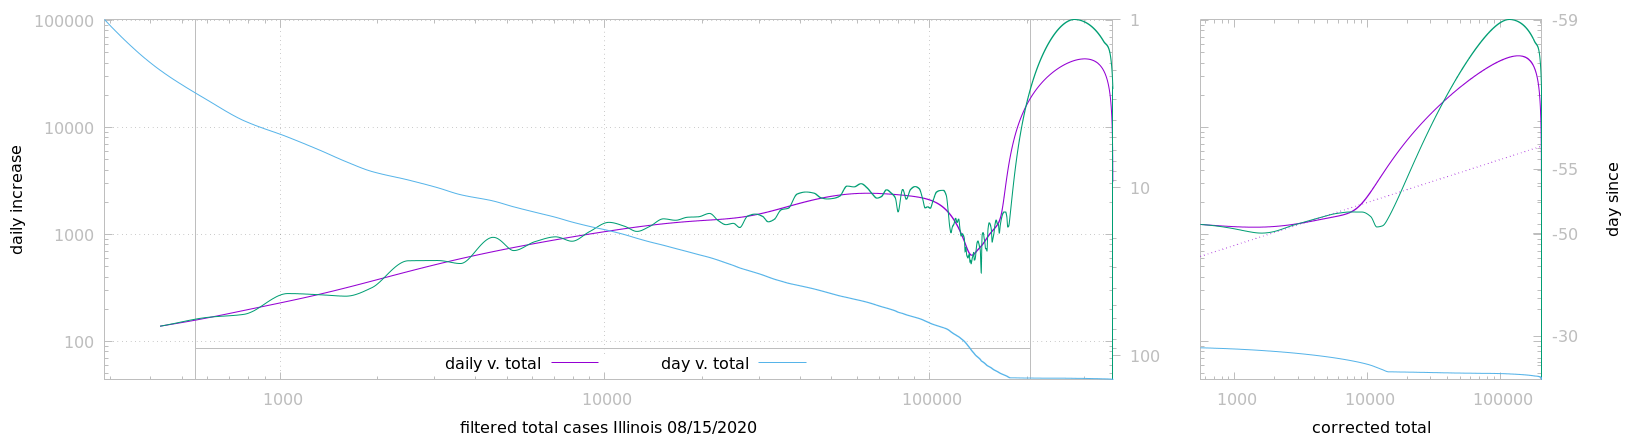 100000
10000
1000
100
daily increase
1
10
100
daily v. total
day v. total
1000
10000
100000
filtered total cases Illinois 08/15/2020
-59
-55
-50
-30
day since
1000
10000
100000
corrected total